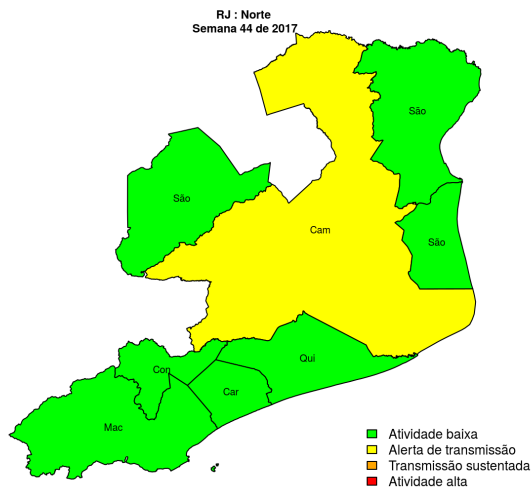 RJ : Norte
Semana 44 de 2017
São
São
Cam
São
Qui
Con
Car
Mac
Atividade baixa
Alerta de transmissão
Transmissão sustentada
Atividade alta